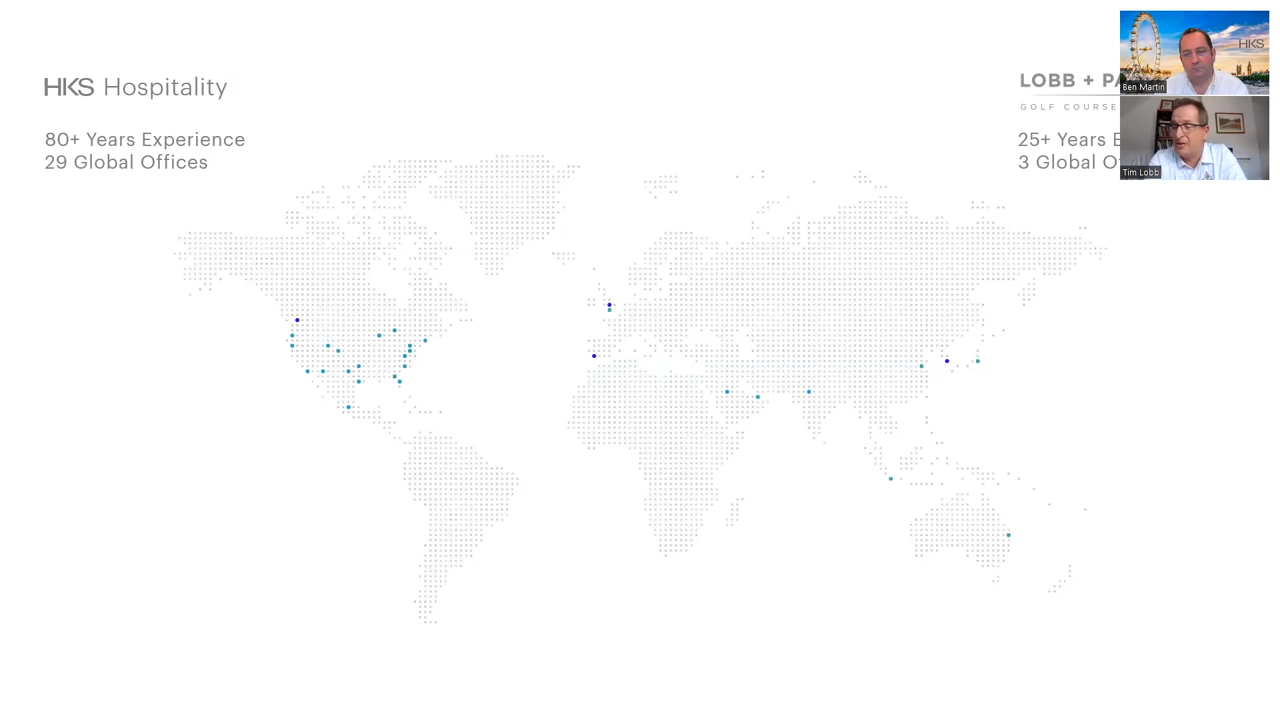 HKS Hospitality
80+ Years Experience
29 Global Offices
LOBB + PA
GOLF COURSE
25+ Years E
3 Global O
HKS
Ben Martin
Tim Lobb